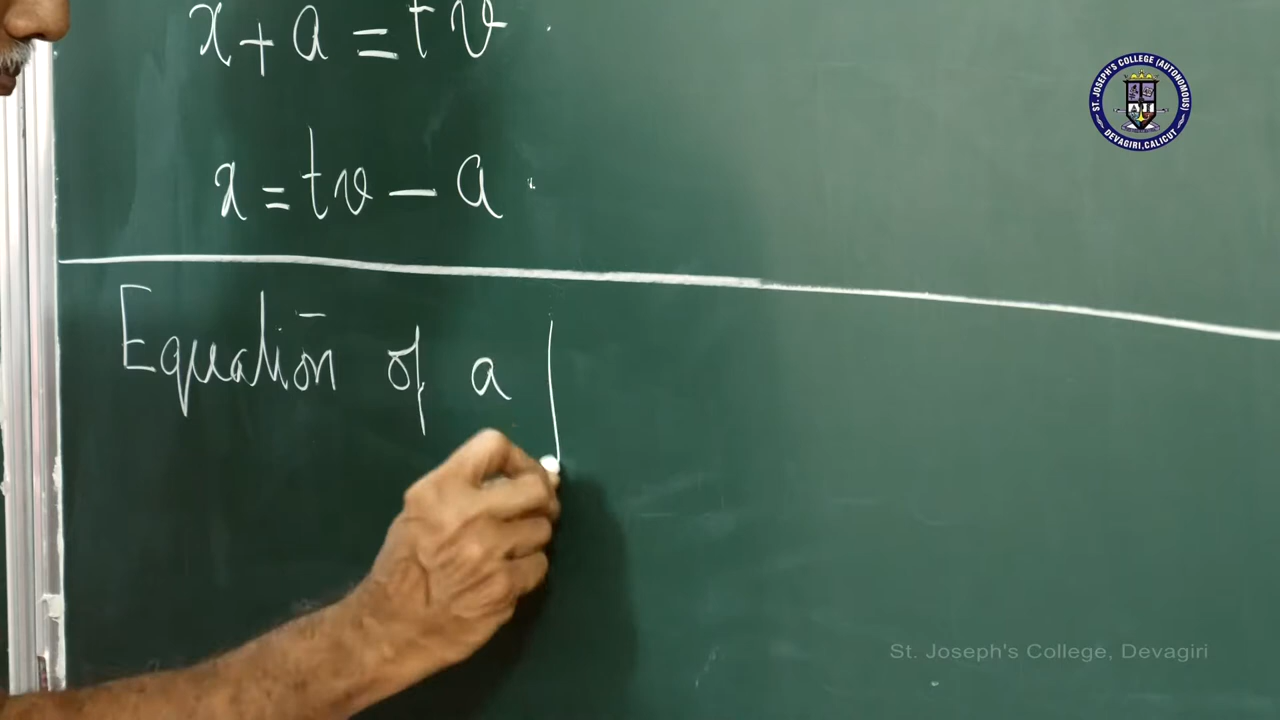 x + a = tv.
x = tv - a.
Equation of a
ST. JOSEPH'S COLLEGE (AUTONOMOUS)
DEVAGIRI, CALICUT
St. Joseph's College, Devagiri